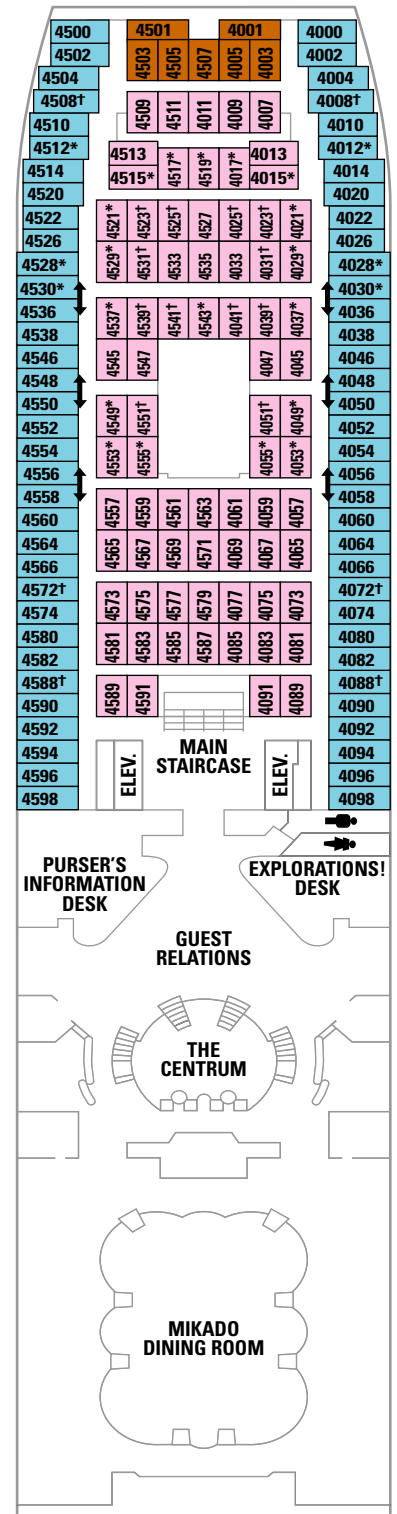 4500 4501 4001 4000
4502 4503 4505 4507 4005 4003 4002
4504 4004
4508† 4008†
4510 4509 4511 4011 4009 4007 4010
4512* 4012*
4514 4513 4517* 4519* 4017* 4013 4014
4520 4515* 4015* 4020
4522 4521* 4523† 4525† 4527 4025† 4023† 4021* 4022
4526 4026
4528* 4529* 4531† 4533 4535 4033 4031† 4029* 4028*
4530* 4030*
4536 4537* 4539† 4541† 4543* 4041† 4039† 4037* 4036
4538 4038
4546 4545 4547 4047 4045 4046
4548 4048
4550 4549* 4551† 4051† 4049* 4050
4552 4052
4554 4553* 4555* 4055* 4053* 4054
4556 4056
4558 4058
4560 4557 4559 4561 4563 4061 4059 4057 4060
4564 4565 4567 4569 4571 4069 4067 4065 4064
4566 4066
4572† 4072†
4574 4573 4575 4577 4579 4077 4075 4073 4074
4580 4581 4583 4585 4587 4085 4083 4081 4080
4582 4082
4588† 4088†
4590 4589 4591 4091 4089 4090
4592 4092
4594 4094
4596 4096
4598 4098
MAIN
STAIRCASE
ELEV.
ELEV.
PURSER'S
INFORMATION
DESK
EXPLORATIONS!
DESK
GUEST
RELATIONS
THE
CENTRUM
MIKADO
DINING ROOM